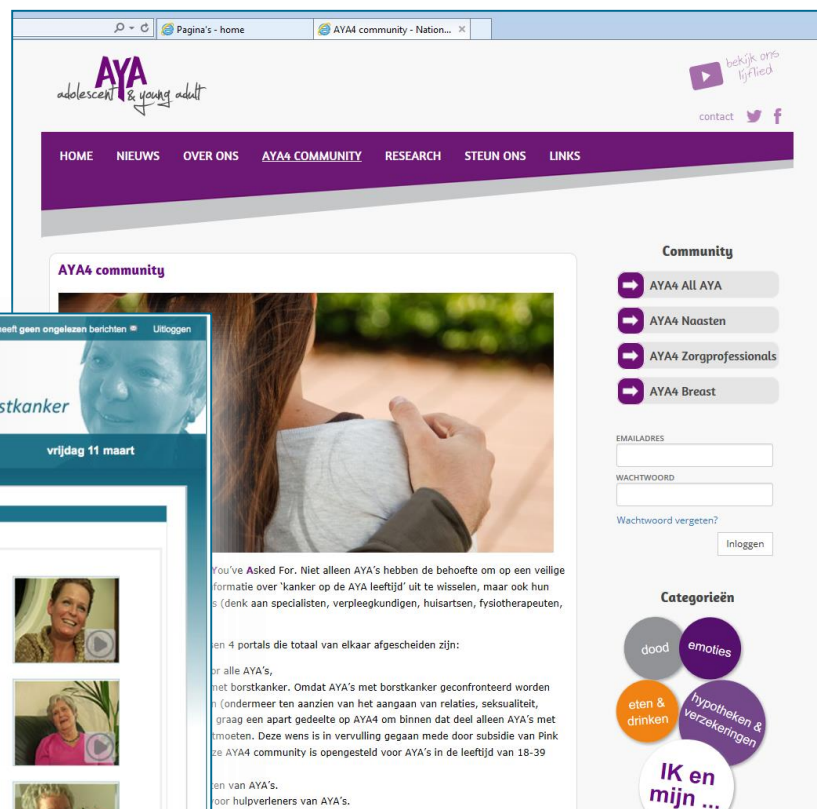 Pagina's - home
AYA4 community - Nation...
AYA
adolescent & young adult
bekijk ons
lijflied
contact
HOME NIEUWS OVER ONS AYA4 COMMUNITY RESEARCH STEUN ONS LINKS
AYA4 community
You've Asked For. Niet alleen AYA's hebben de behoefte om op een veilige
formatie over 'kanker op de AYA leeftijd' uit te wisselen, maar ook hun
s (denk aan specialisten, verpleegkundigen, huisartsen, fysiotherapeuten,
en 4 portals die totaal van elkaar afgescheiden zijn:
or alle AYA's,
met borstkanker. Omdat AYA's met borstkanker geconfronteerd worden
n (ondermeer ten aanzien van het aangaan van relaties, seksualiteit,
graag een apart gedeelte op AYA4 om binnen dat deel alleen AYA's met
tmoeten. Deze wens is in vervulling gegaan mede door subsidie van Pink
ze AYA4 community is opengesteld voor AYA's in de leeftijd van 18-39
en van AYA's.
voor hulpverleners van AYA's.
Community
AYA4 All AYA
AYA4 Naasten
AYA4 Zorgprofessionals
AYA4 Breast
EMAILADRES
WACHTWOORD
Wachtwoord vergeten?
Inloggen
Categorieën
dood
emoties
eten &
drinken
hypotheken &
verzekeringen
IK en
mijn ...
heeft geen ongelezen berichten Uitloggen
stkanker
vrijdag 11 maart